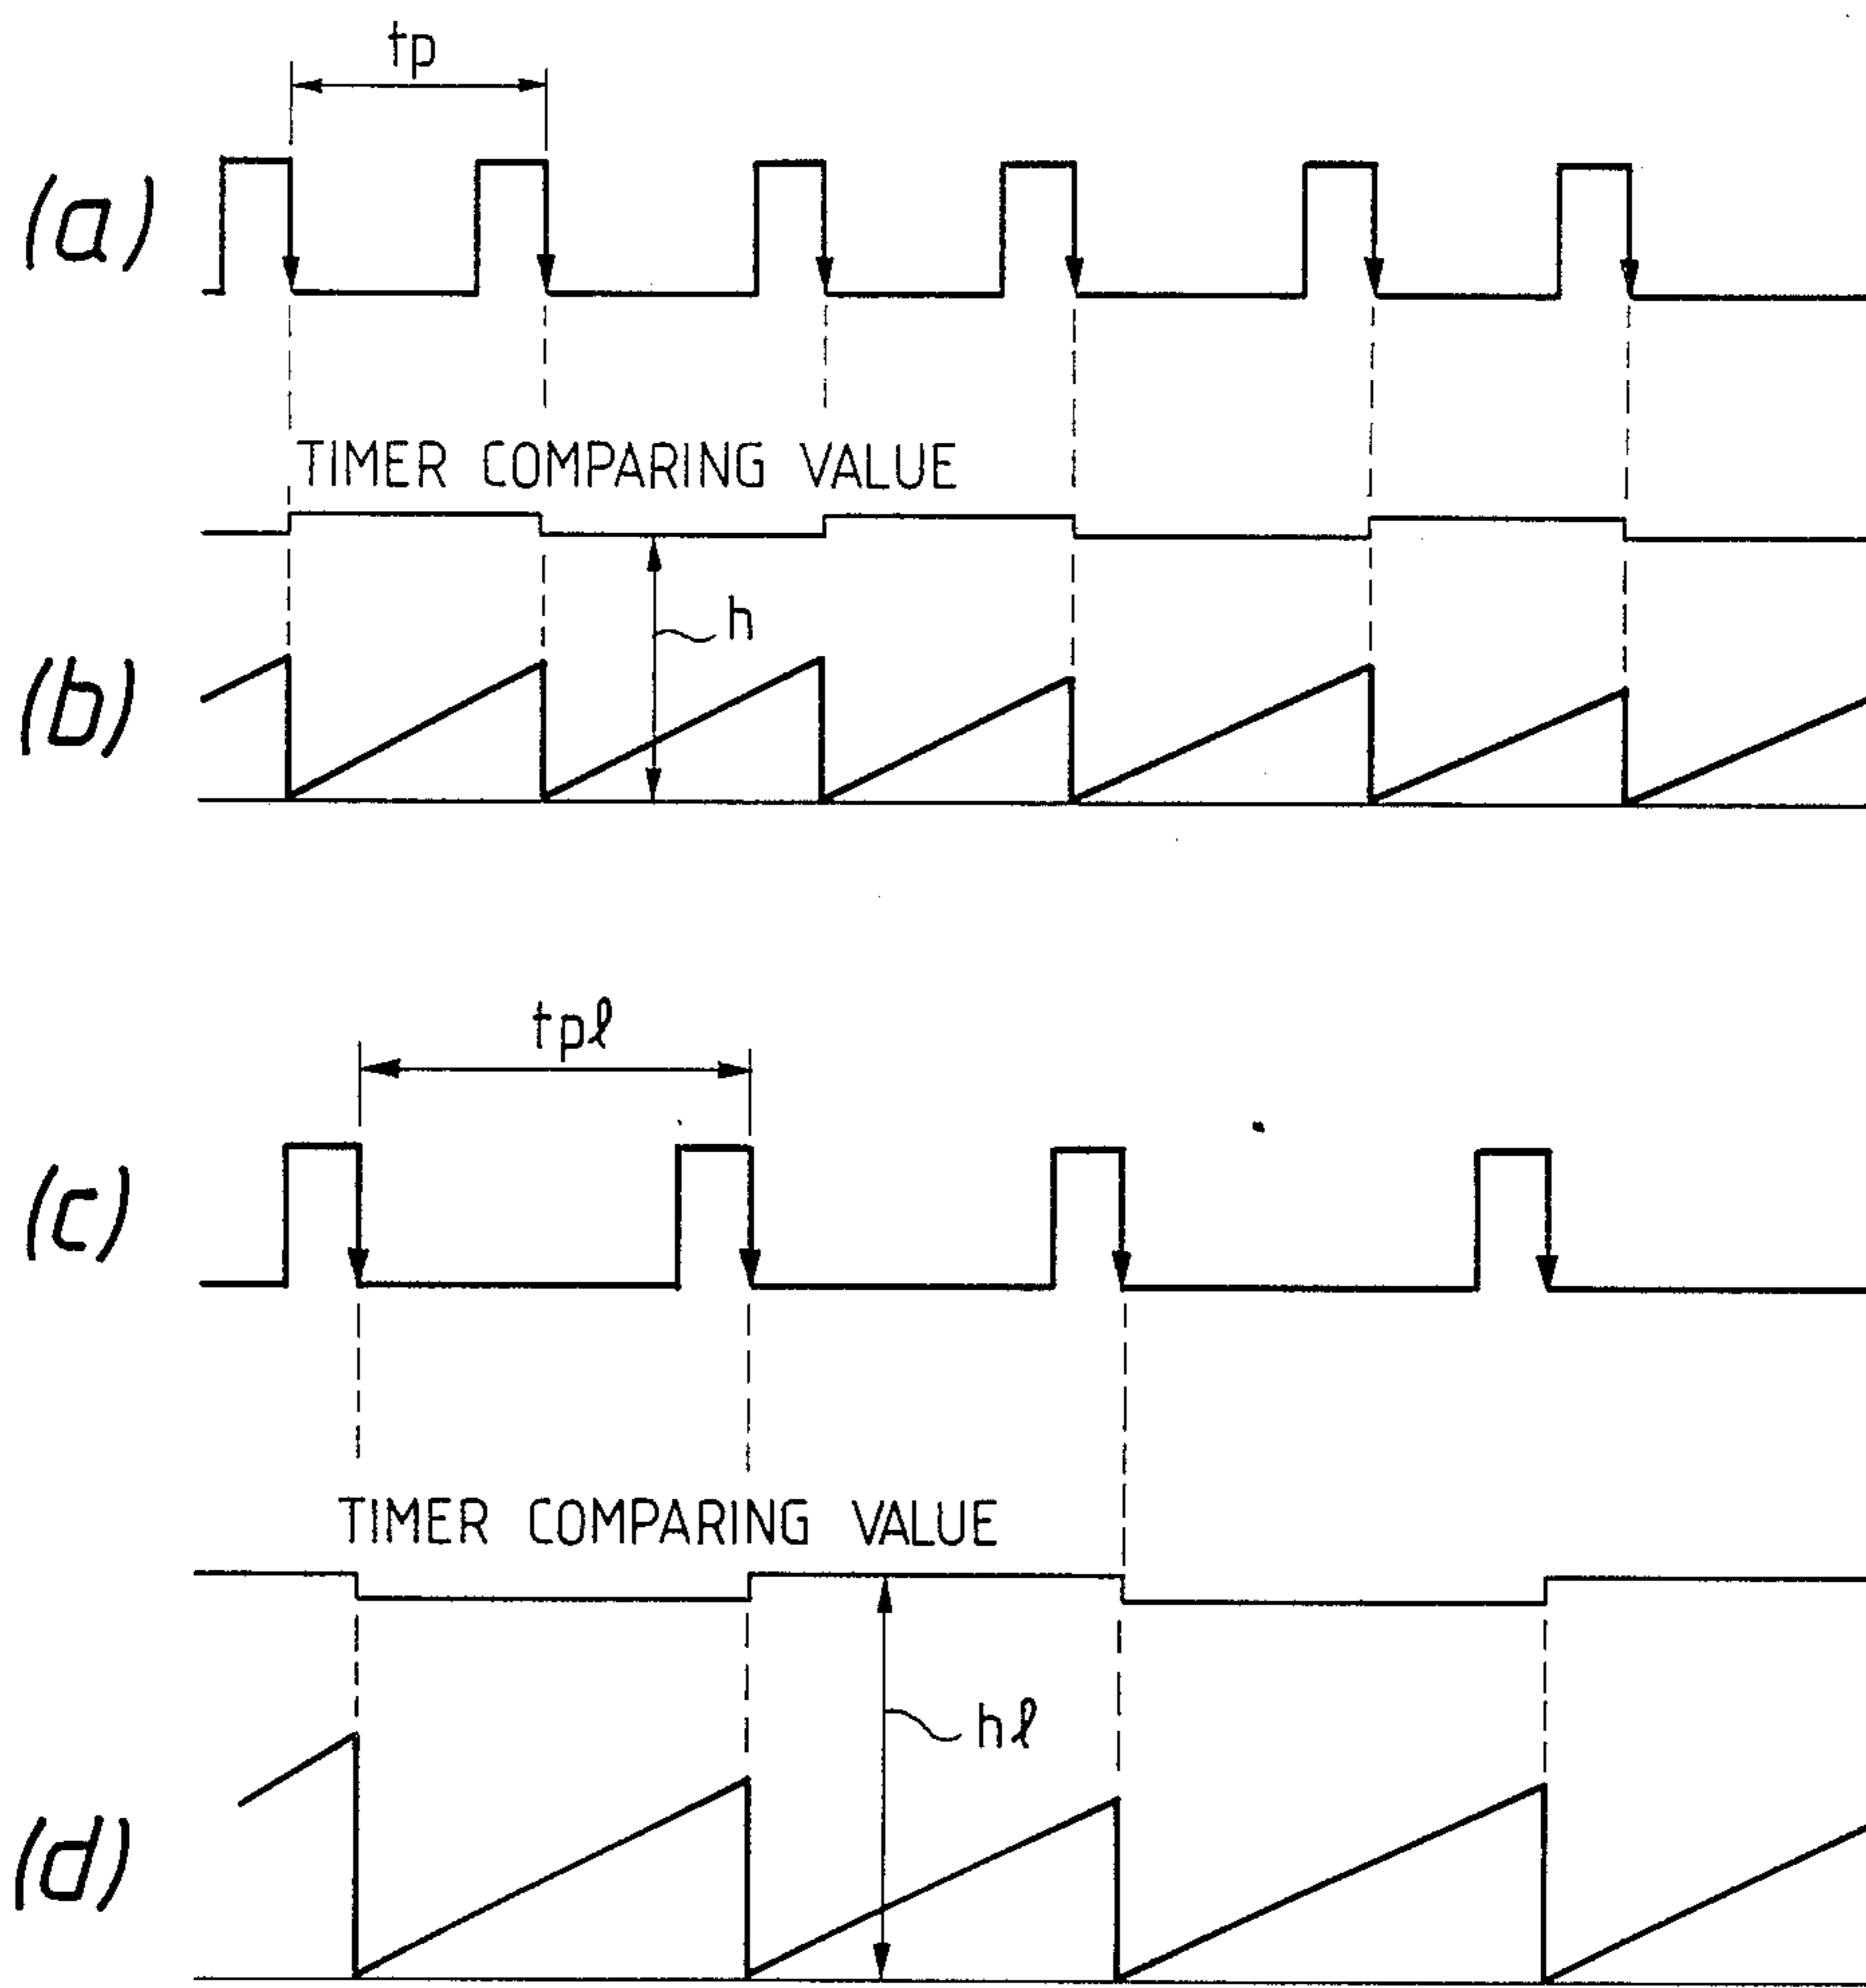 tp
(a)
TIMER COMPARING VALUE
h
(b)
tpℓ
(c)
TIMER COMPARING VALUE
hℓ
(d)